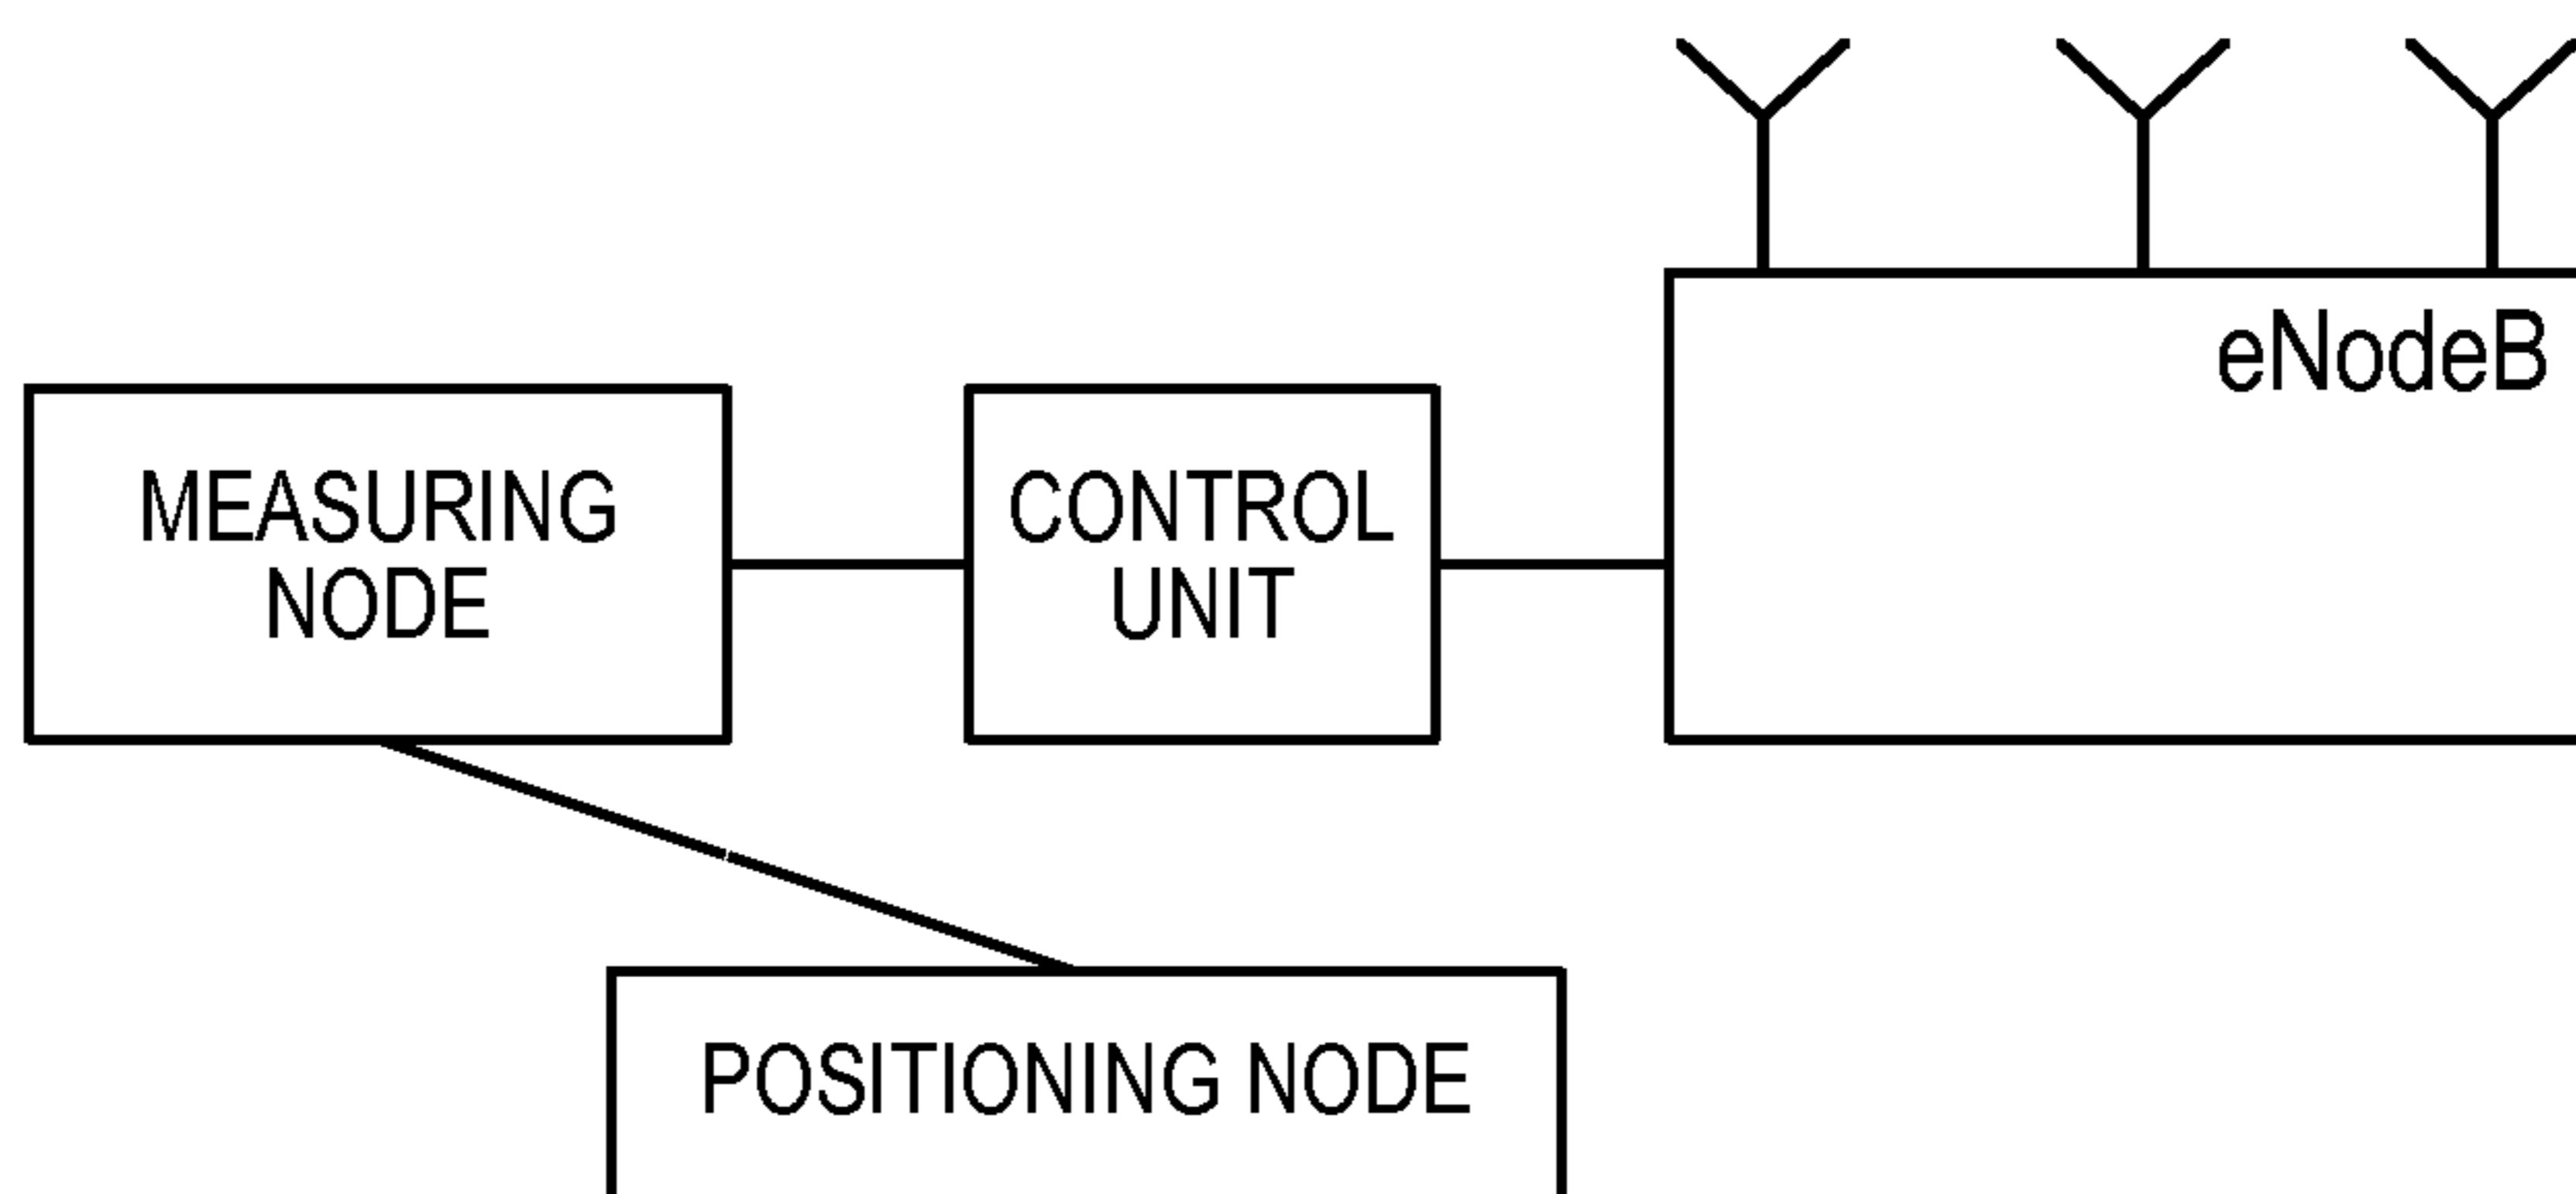 eNodeB
MEASURING
NODE
CONTROL
UNIT
POSITIONING NODE